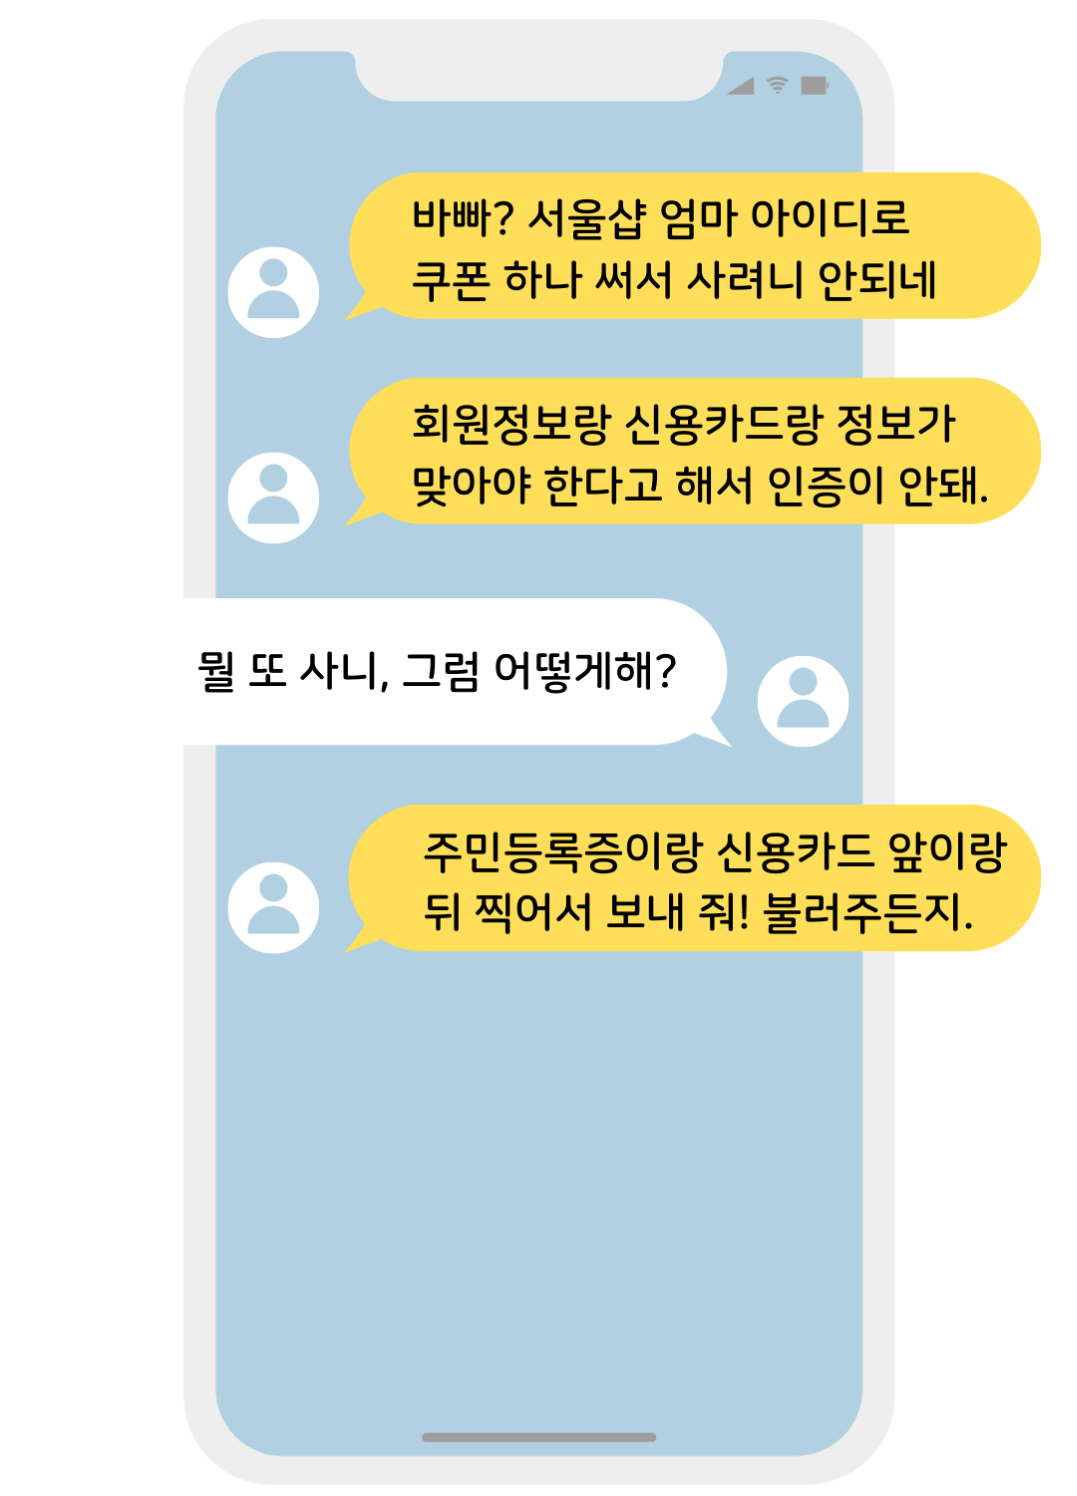 바빠? 서울샵 엄마 아이디로
쿠폰 하나 써서 사려니 안되네
회원정보랑 신용카드랑 정보가
맞아야 한다고 해서 인증이 안돼.
뭘 또 사니, 그럼 어떻게해?
주민등록증이랑 신용카드 앞이랑
뒤 찍어서 보내 줘! 불러주든지.